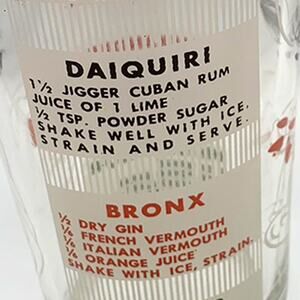 DAIQUIRI
1½ JIGGER CUBAN RUM
JUICE OF 1 LIME
½ TSP. POWDER SUGAR
SHAKE WELL WITH ICE,
STRAIN AND SERVE.
BRONX
½ DRY GIN
⅙ FRENCH VERMOUTH
⅙ ITALIAN VERMOUTH
⅙ ORANGE JUICE
SHAKE WITH ICE, STRAIN.